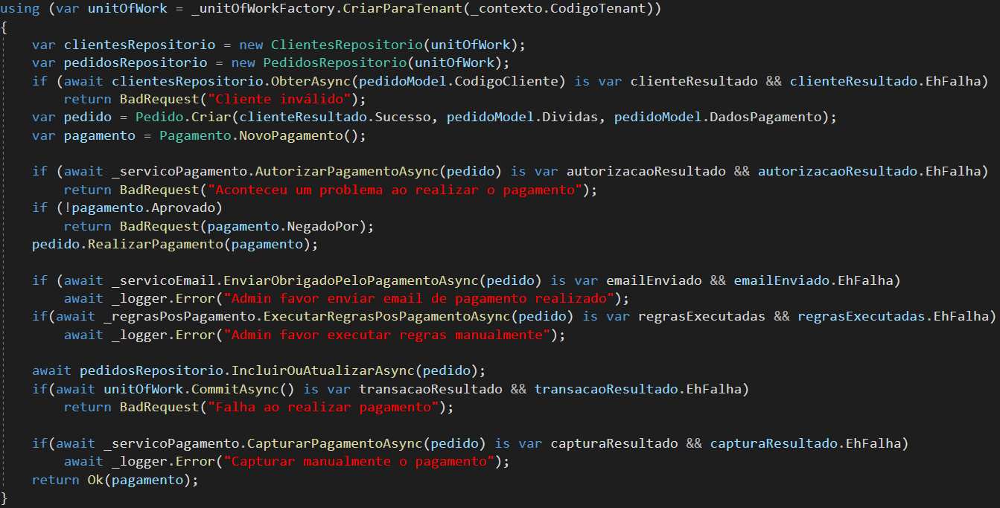 using (var unitOfWork = _unitOfWorkFactory.CriarParaTenant(_contexto.CodigoTenant))
{
    var clientesRepositorio = new ClientesRepositorio(unitOfWork);
    var pedidosRepositorio = new PedidosRepositorio(unitOfWork);
    if (await clientesRepositorio.ObterAsync(pedidoModel.CodigoCliente) is var clienteResultado && clienteResultado.EhFalha)
        return BadRequest("Cliente inválido");
    var pedido = Pedido.Criar(clienteResultado.Sucesso, pedidoModel.Dividas, pedidoModel.DadosPagamento);
    var pagamento = Pagamento.NovoPagamento();

    if (await _servicoPagamento.AutorizarPagamentoAsync(pedido) is var autorizacaoResultado && autorizacaoResultado.EhFalha)
        return BadRequest("Aconteceu um problema ao realizar o pagamento");
    if (!pagamento.Aprovado)
        return BadRequest(pagamento.NegadoPor);
    pedido.RealizarPagamento(pagamento);

    if (await _servicoEmail.EnviarObrigadoPeloPagamentoAsync(pedido) is var emailEnviado && emailEnviado.EhFalha)
        await _logger.Error("Admin favor enviar email de pagamento realizado");
    if(await _regrasPosPagamento.ExecutarRegrasPosPagamentoAsync(pedido) is var regrasExecutadas && regrasExecutadas.EhFalha)
        await _logger.Error("Admin favor executar regras manualmente");

    await pedidosRepositorio.IncluirOuAtualizarAsync(pedido);
    if(await unitOfWork.CommitAsync() is var transacaoResultado && transacaoResultado.EhFalha)
        return BadRequest("Falha ao realizar pagamento");

    if(await _servicoPagamento.CapturarPagamentoAsync(pedido) is var capturaResultado && capturaResultado.EhFalha)
        await _logger.Error("Capturar manualmente o pagamento");
    return Ok(pagamento);
}